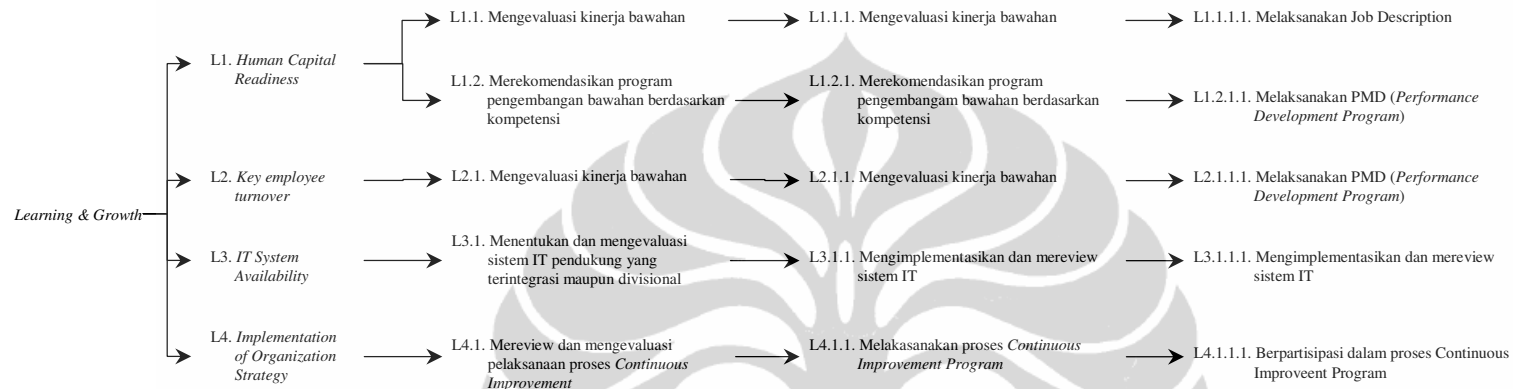 Learning & Growth
L1. Human Capital
Readiness
L1.1. Mengevaluasi kinerja bawahan
L1.1.1. Mengevaluasi kinerja bawahan
L1.1.1.1. Melaksanakan Job Description
L1.2. Merekomendasikan program
pengembangan bawahan berdasarkan
kompetensi
L1.2.1. Merekomendasikan program
pengembangam bawahan berdasarkan
kompetensi
L1.2.1.1. Melaksanakan PMD (Performance
Development Program)
L2. Key employee
turnover
L2.1. Mengevaluasi kinerja bawahan
L2.1.1. Mengevaluasi kinerja bawahan
L2.1.1.1. Melaksanakan PMD (Performance
Development Program)
L3. IT System
Availability
L3.1. Menentukan dan mengevaluasi
sistem IT pendukung yang
terintegrasi maupun divisional
L3.1.1. Mengimplementasikan dan mereview
sistem IT
L3.1.1.1. Mengimplementasikan dan mereview
sistem IT
L4. Implementation
of Organization
Strategy
L4.1. Mereview dan mengevaluasi
pelaksanaan proses Continuous
Improvement
L4.1.1. Melakasanakan proses Continuous
Improvement Program
L4.1.1.1. Berpartisipasi dalam proses Continuous
Improveent Program